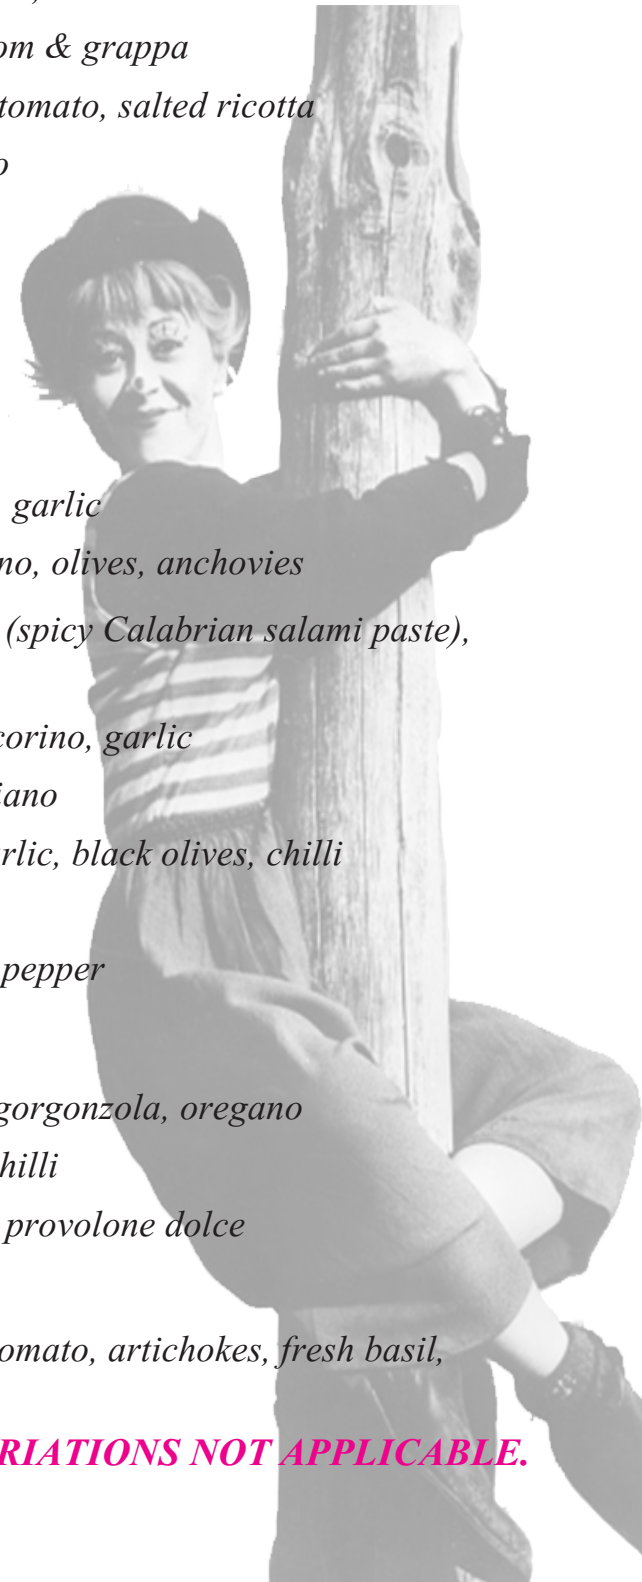 om & grappa
tomato, salted ricotta
o
garlic
no, olives, anchovies
(spicy Calabrian salami paste),
corino, garlic
iano
rlic, black olives, chilli
pepper
gorgonzola, oregano
hilli
provolone dolce
omato, artichokes, fresh basil,
RIATIONS NOT APPLICABLE.